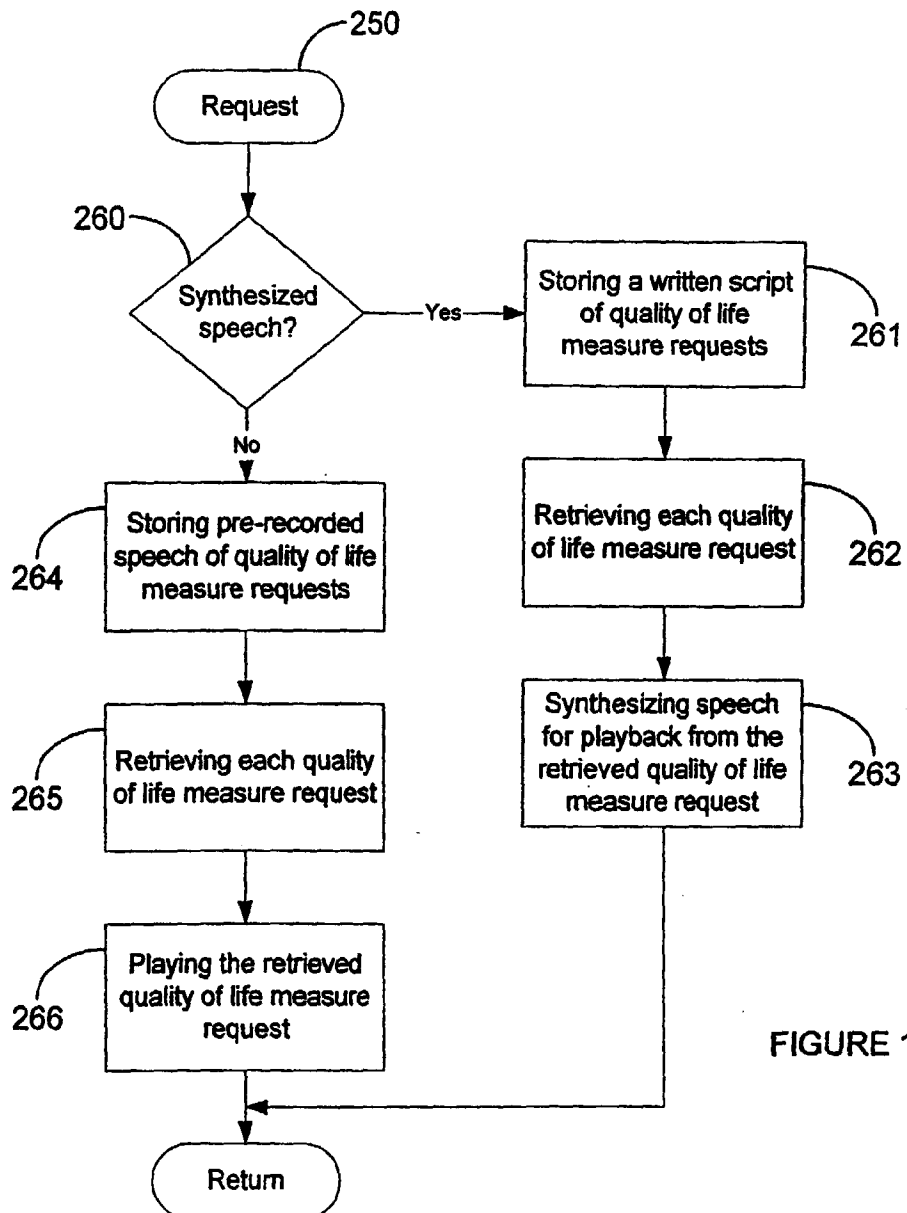 250
Request
260
Synthesized
speech?
Yes
Storing a written script
of quality of life
measure requests
261
No
Storing pre-recorded
speech of quality of life
measure requests
264
Retrieving each quality
of life measure request
262
Retrieving each quality
of life measure request
265
Synthesizing speech
for playback from the
retrieved quality of life
measure request
263
Playing the retrieved
quality of life measure
request
266
FIGURE
Return